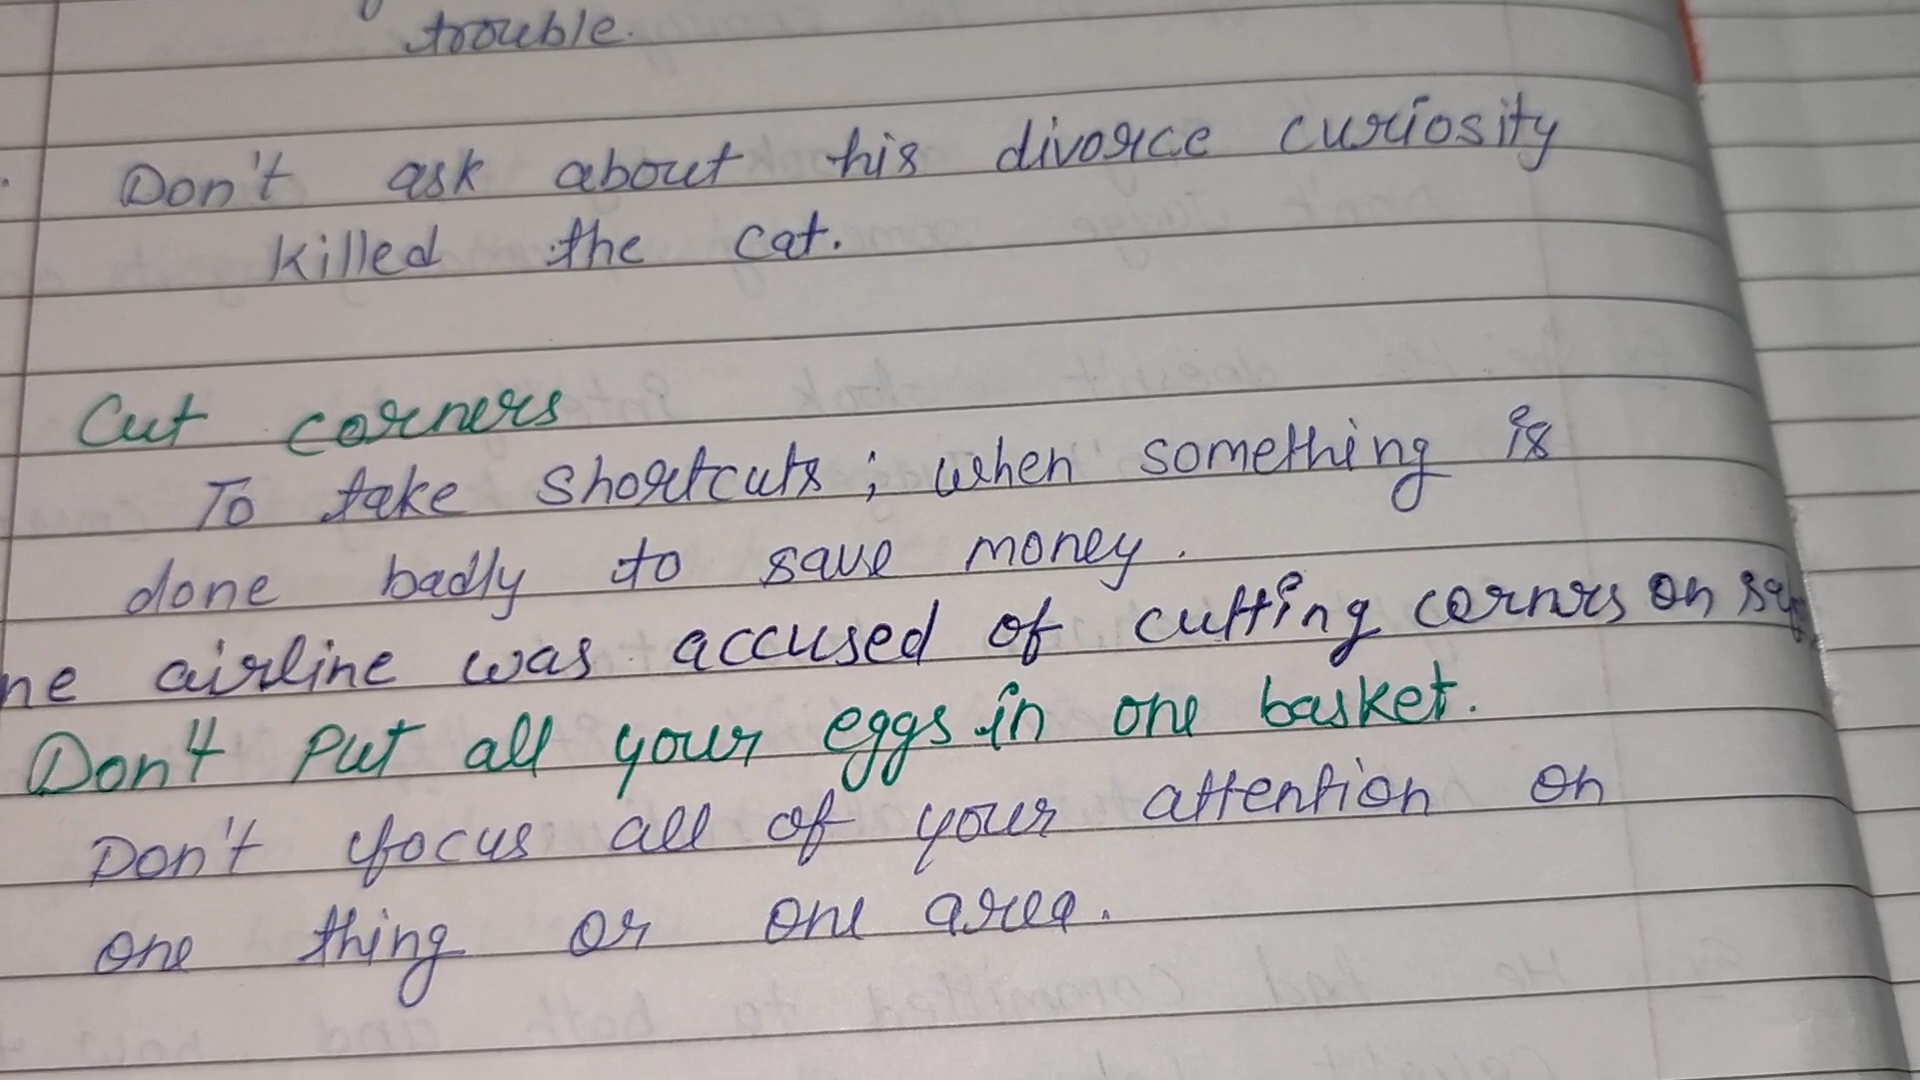 trouble.
Don't ask about his divorce curiosity
killed the cat.
Cut corners
To take shortcuts; when something is
done badly to save money.
airline was accused of cutting corners on
Don't Put all your eggs in one basket.
Don't focus all of your attention on
one thing or one area.